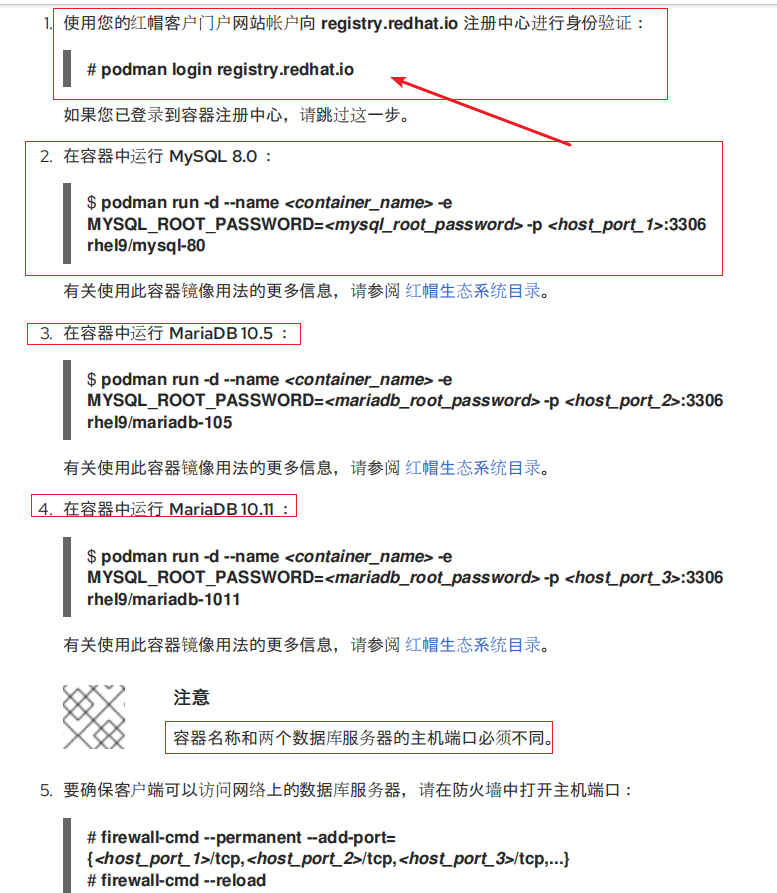 1. 使用您的红帽客户门户网站帐户向 registry.redhat.io 注册中心进行身份验证：
# podman login registry.redhat.io
如果您已登录到容器注册中心，请跳过这一步。
2. 在容器中运行 MySQL 8.0 ：
$ podman run -d --name <container_name> -e
MYSQL_ROOT_PASSWORD=<mysql_root_password> -p <host_port_1>:3306
rhel9/mysql-80
有关使用此容器镜像用法的更多信息，请参阅 红帽生态系统目录。
3. 在容器中运行 MariaDB 10.5 ：
$ podman run -d --name <container_name> -e
MYSQL_ROOT_PASSWORD=<mariadb_root_password> -p <host_port_2>:3306
rhel9/mariadb-105
有关使用此容器镜像用法的更多信息，请参阅 红帽生态系统目录。
4. 在容器中运行 MariaDB 10.11 ：
$ podman run -d --name <container_name> -e
MYSQL_ROOT_PASSWORD=<mariadb_root_password> -p <host_port_3>:3306
rhel9/mariadb-1011
有关使用此容器镜像用法的更多信息，请参阅 红帽生态系统目录。
注意
容器名称和两个数据库服务器的主机端口必须不同。
5. 要确保客户端可以访问网络上的数据库服务器，请在防火墙中打开主机端口：
# firewall-cmd --permanent --add-port=
{<host_port_1>/tcp,<host_port_2>/tcp,<host_port_3>/tcp,...}
# firewall-cmd --reload